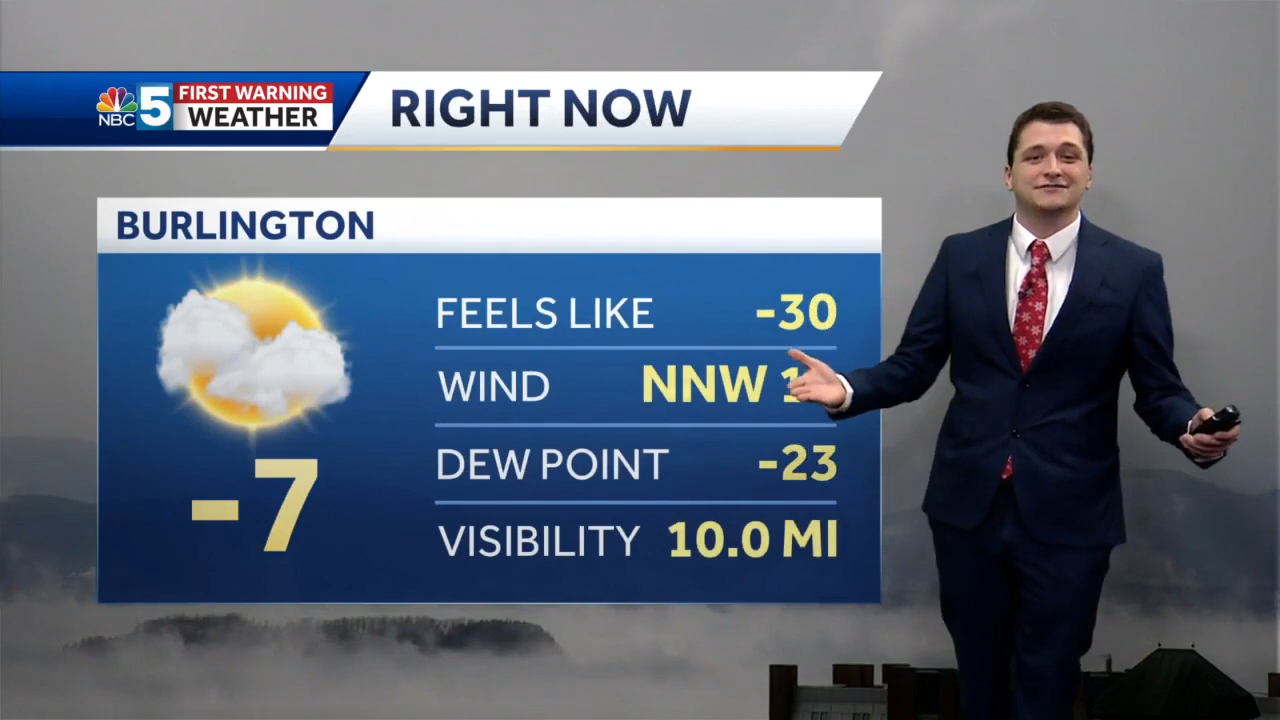 NBC 5 FIRST WARNING
WEATHER
RIGHT NOW
BURLINGTON
-7
FEELS LIKE -30
WIND NNW
DEW POINT -23
VISIBILITY 10.0 MI